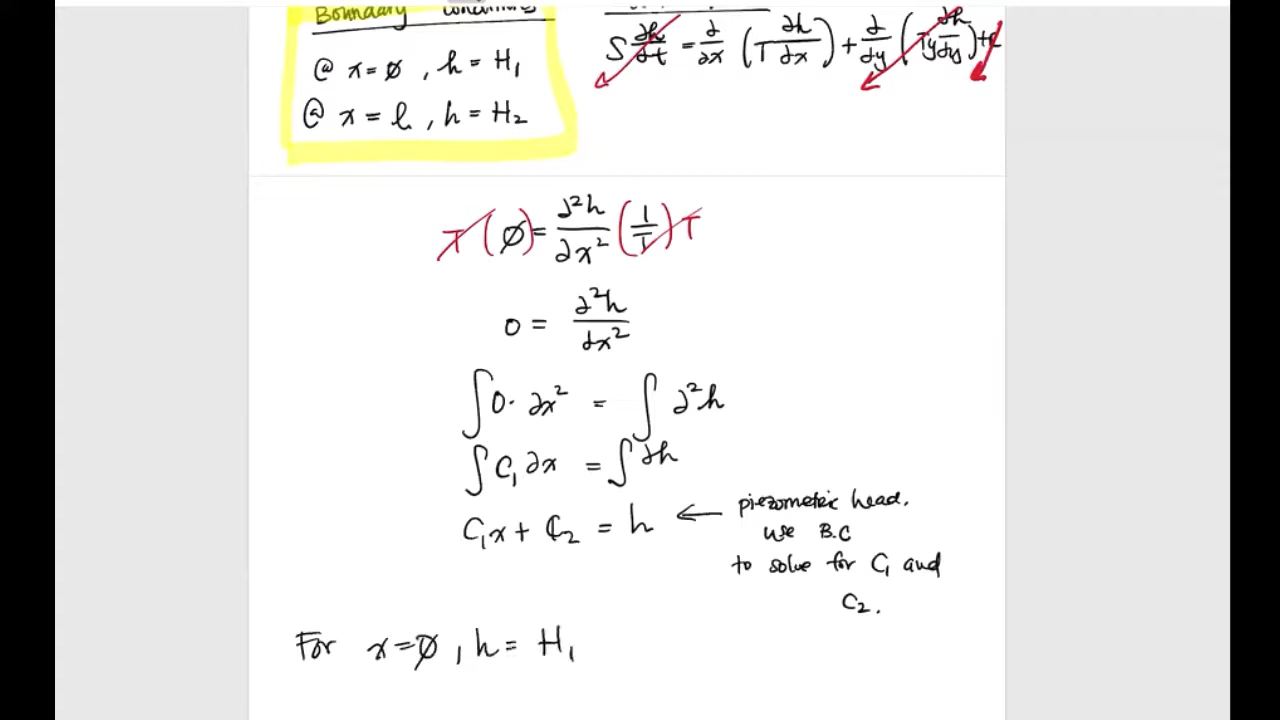 Boundary conditions
@ x=∅ , h = H₁
@ x = l , h = H₂
S ∂h/∂t = ∂/∂x (T ∂h/∂x) + ∂/∂y (Ty ∂h/∂y) +
T (∅) = ∂²h/∂x² (1/T) T
0 = ∂²h/∂x²
∫0· ∂x² = ∫ ∂²h
∫ C₁ ∂x = ∫ ∂h
C₁x + C₂ = h ← piezometric head.
use B.C
to solve for C₁ and
C₂.
For x=∅ , h = H₁